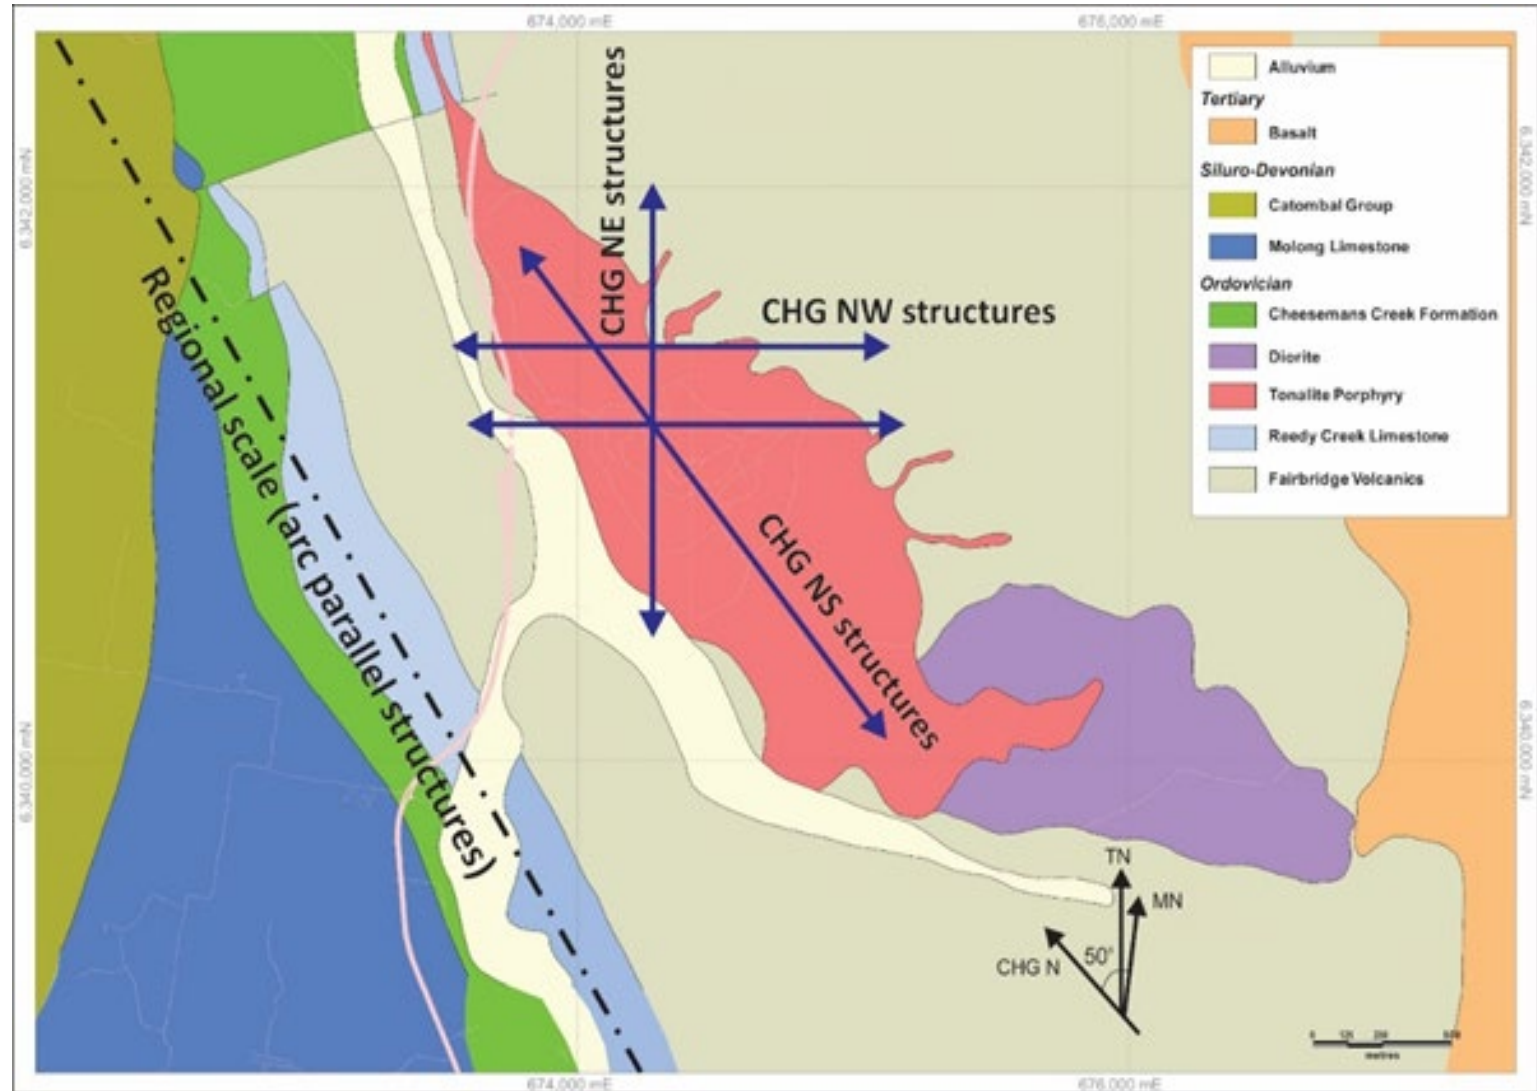 674,000 mE
676,000 mE
6,342,000 mN
6,342,000 mN
Alluvium
Tertiary
Basalt
Siluro-Devonian
Catombal Group
Molong Limestone
Ordovician
Cheesemans Creek Formation
Diorite
Tonalite Porphyry
Reedy Creek Limestone
Fairbridge Volcanics
CHG NE structures
CHG NW structures
CHG NS structures
Regional scale (arc parallel structures)
6,340,000 mN
6,340,000 mN
TN
MN
CHG N
50°
0
metres
674,000 mE
676,000 mE